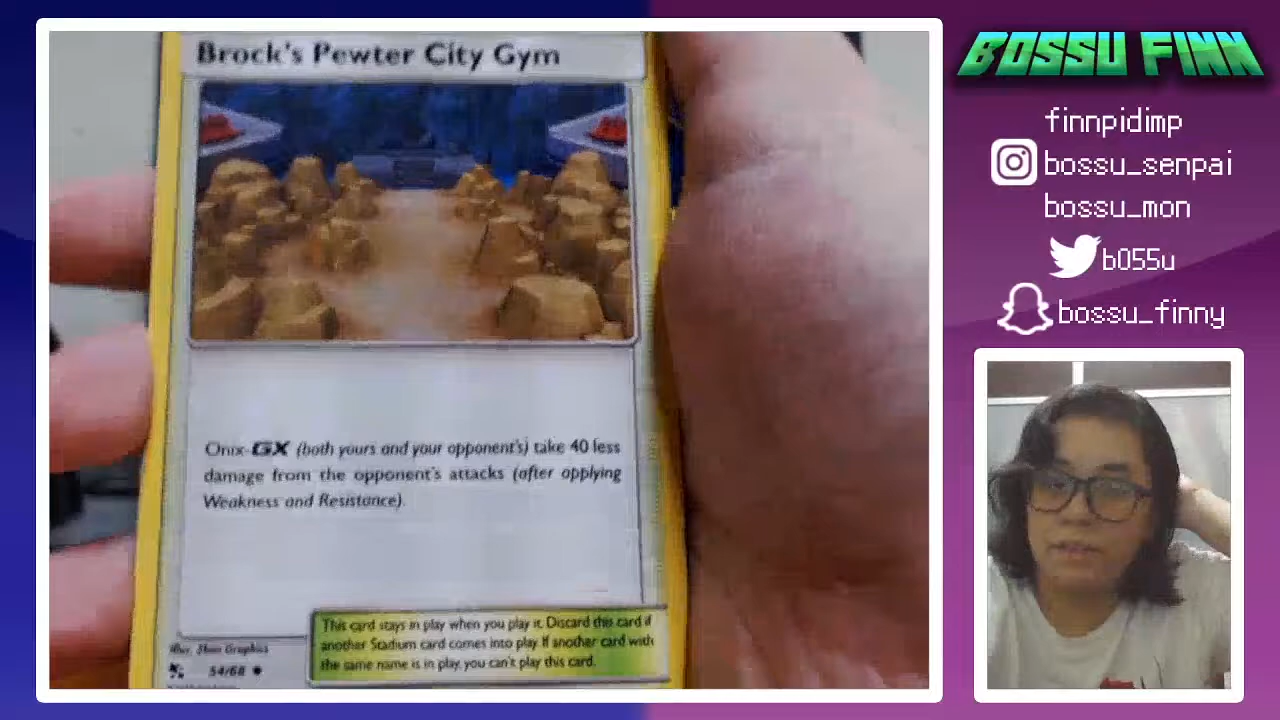 Brock's Pewter City Gym
Onix-GX (both yours and your opponent's) take 40 less
damage from the opponent's attacks (after applying
Weakness and Resistance).
This card stays in play when you play it. Discard this card if
another Stadium card comes into play. If another card with
the same name is in play, you can't play this card.
Illus. Shin Graphics
54/68
BOSSU FINN
finnpidimp
bossu_senpai
bossu_mon
b055u
bossu_finny